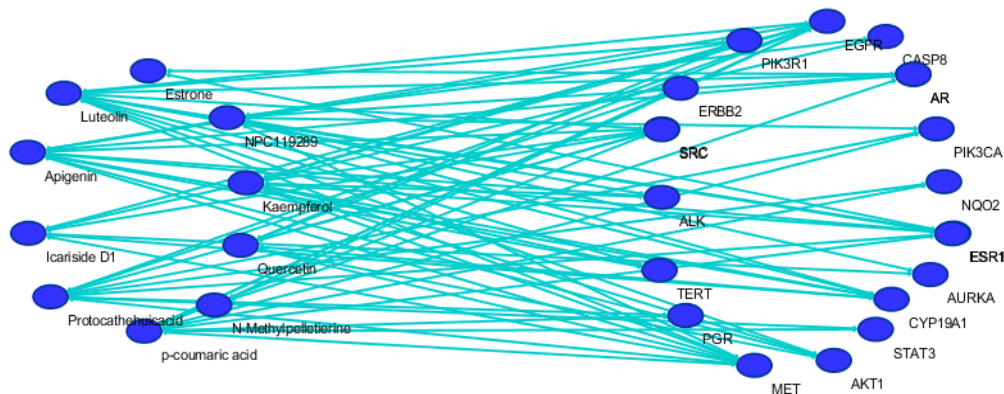 EGFR
CASP8
PIK3R1
Estrone
AR
ERBB2
Luteolin
NPC119289
SRC
PIK3CA
Apigenin
Kaempferol
ALK
NQO2
Icariside D1
ESR1
Quercetin
TERT
AURKA
Protocathehuicacid
CYP19A1
N-Methylpelletierine
PGR
STAT3
p-coumaric acid
MET
AKT1